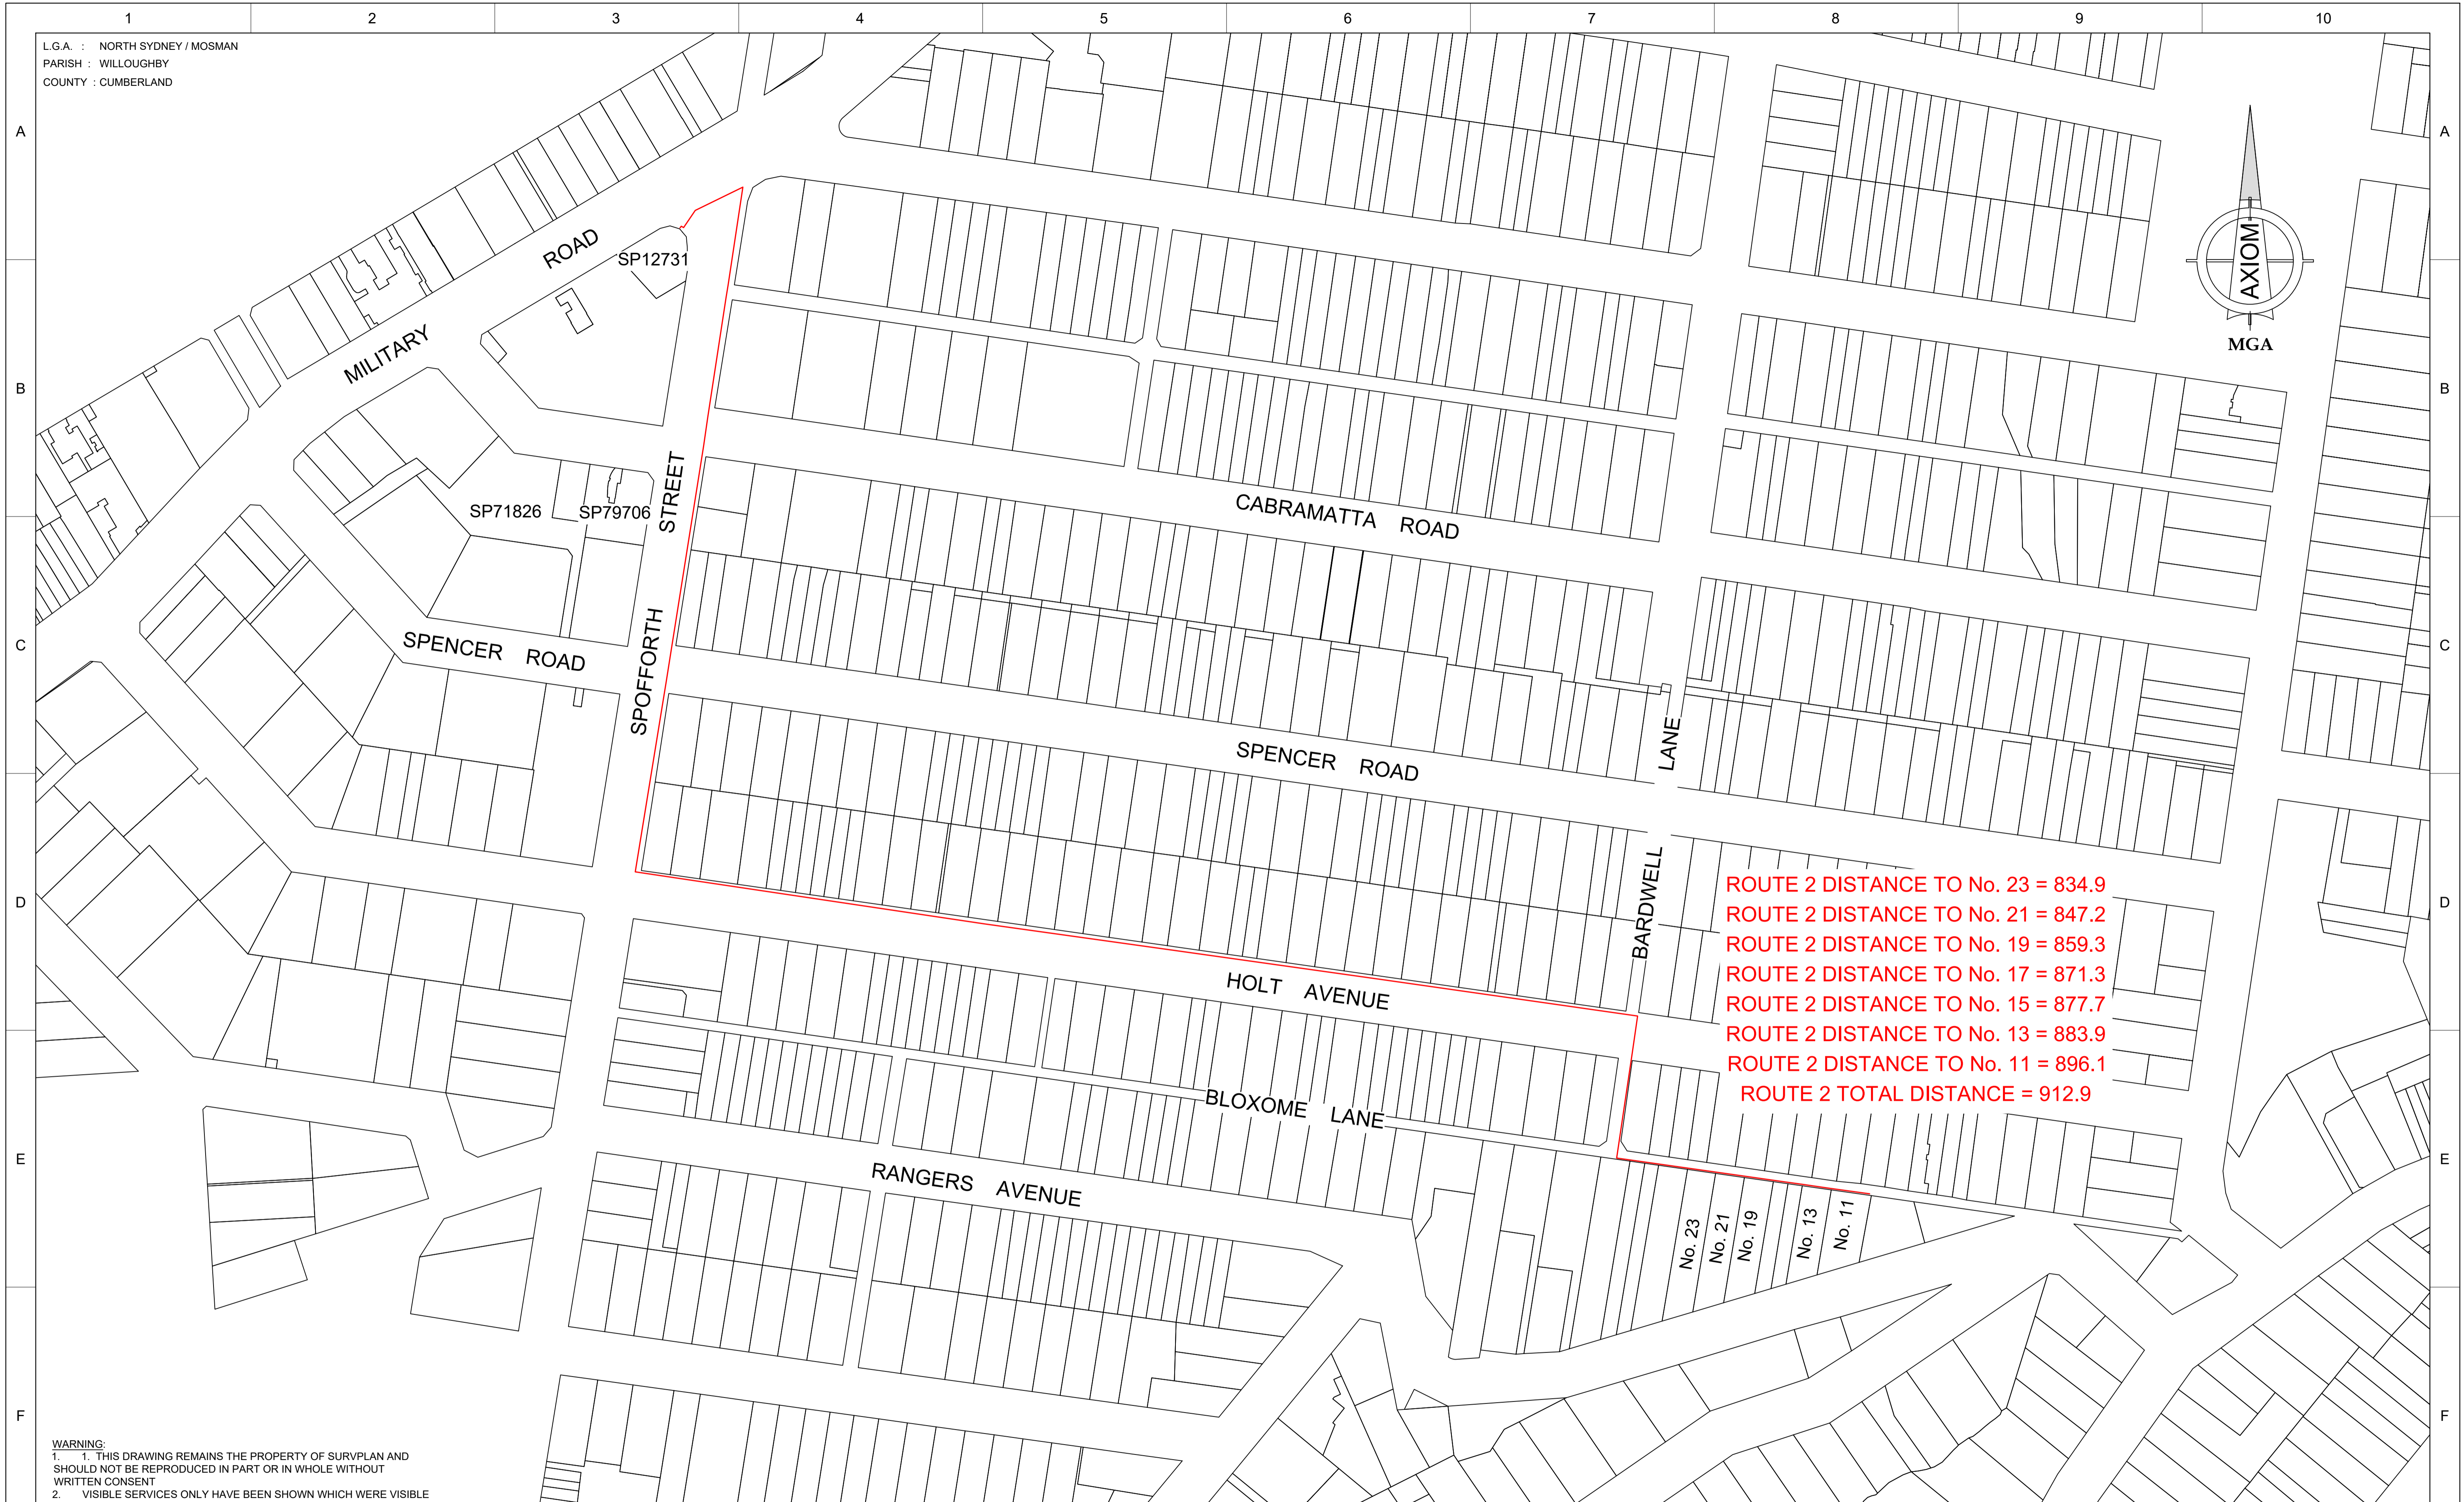 1 2 3 4 5 6 7 8 9 10
L.G.A. : NORTH SYDNEY / MOSMAN
PARISH : WILLOUGHBY
COUNTY : CUMBERLAND
A A
AXIOM
MGA
ROAD
SP12731
MILITARY
B B
STREET
SP71826 SP79706
CABRAMATTA ROAD
C C
SPENCER ROAD
SPOFFORTH
SPENCER ROAD
LANE
BARDWELL
D D
ROUTE 2 DISTANCE TO No. 23 = 834.9
ROUTE 2 DISTANCE TO No. 21 = 847.2
ROUTE 2 DISTANCE TO No. 19 = 859.3
ROUTE 2 DISTANCE TO No. 17 = 871.3
ROUTE 2 DISTANCE TO No. 15 = 877.7
ROUTE 2 DISTANCE TO No. 13 = 883.9
ROUTE 2 DISTANCE TO No. 11 = 896.1
ROUTE 2 TOTAL DISTANCE = 912.9
HOLT AVENUE
BLOXOME LANE
E E
RANGERS AVENUE
No. 23
No. 21
No. 19
No. 13
No. 11
F F
WARNING:
1. 1. THIS DRAWING REMAINS THE PROPERTY OF SURVPLAN AND
SHOULD NOT BE REPRODUCED IN PART OR IN WHOLE WITHOUT
WRITTEN CONSENT
2. VISIBLE SERVICES ONLY HAVE BEEN SHOWN WHICH WERE VISIBLE